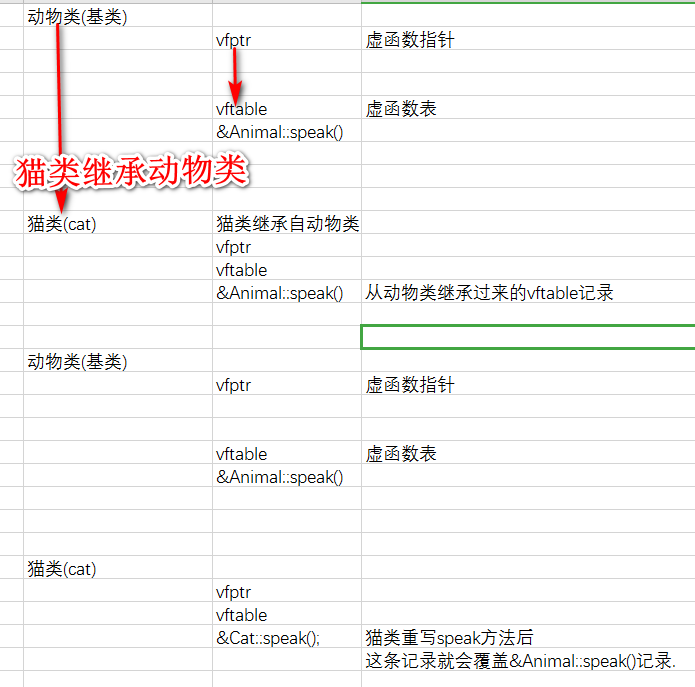 动物类(基类)
vfptr 虚函数指针
vftable 虚函数表
&Animal::speak()
猫类继承动物类
猫类(cat) 猫类继承自动物类
vfptr
vftable
&Animal::speak() 从动物类继承过来的vftable记录
动物类(基类)
vfptr 虚函数指针
vftable 虚函数表
&Animal::speak()
猫类(cat)
vfptr
vftable
&Cat::speak(); 猫类重写speak方法后
这条记录就会覆盖&Animal::speak()记录.